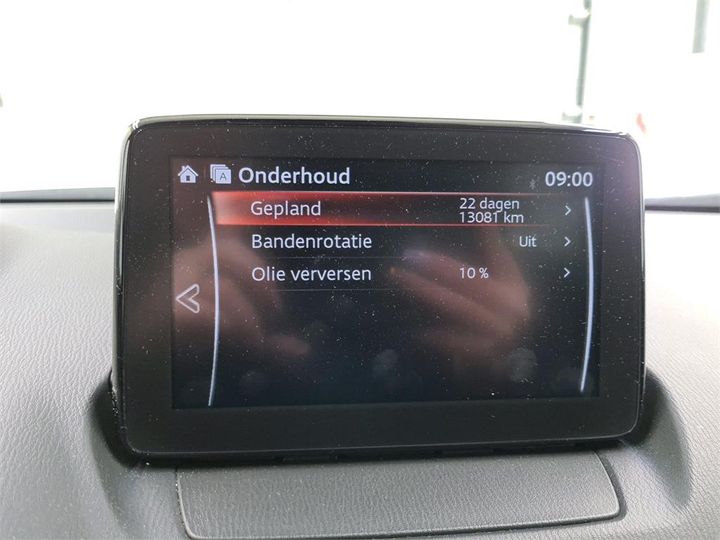 A Onderhoud 09:00
Gepland 22 dagen
13081 km
Bandenrotatie Uit
Olie verversen 10 %